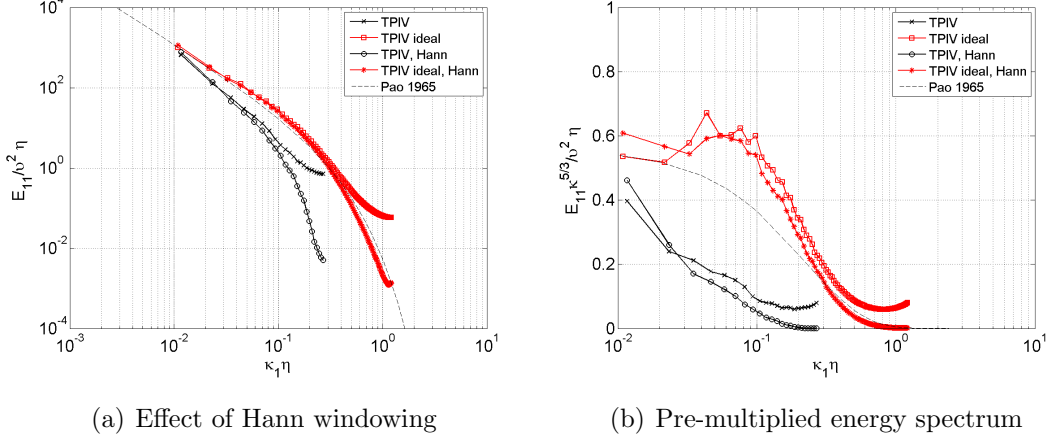 10^4
10^2
10^0
10^-2
10^-4
10^-3
10^-2
10^-1
10^0
10^1
E_11/υ^2 η
κ_1η
TPIV
TPIV ideal
TPIV, Hann
TPIV ideal, Hann
Pao 1965
(a) Effect of Hann windowing
1
0.8
0.6
0.4
0.2
0
10^-2
10^-1
10^0
10^1
E_11κ^5/3/υ^2 η
κ_1η
TPIV
TPIV ideal
TPIV, Hann
TPIV ideal, Hann
Pao 1965
(b) Pre-multiplied energy spectrum